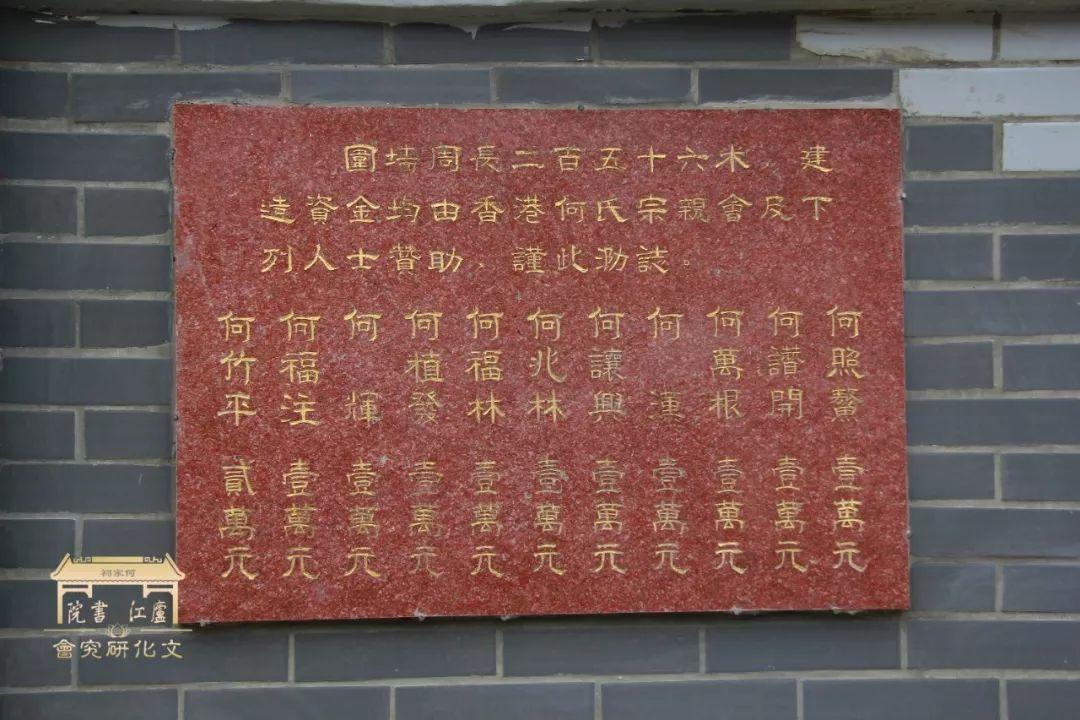 圍墻周長二百五十六米，建
造資金均由香港何氏宗親會及下
列人士贊助，謹此泐誌。
何竹平 貳萬元
何福注 壹萬元
何輝 壹萬元
何植發 壹萬元
何福林 壹萬元
何兆林 壹萬元
何讓興 壹萬元
何漢 壹萬元
何萬根 壹萬元
何開 壹萬元
何照鰲 壹萬元
何家祠
廬江書院
文化研究會